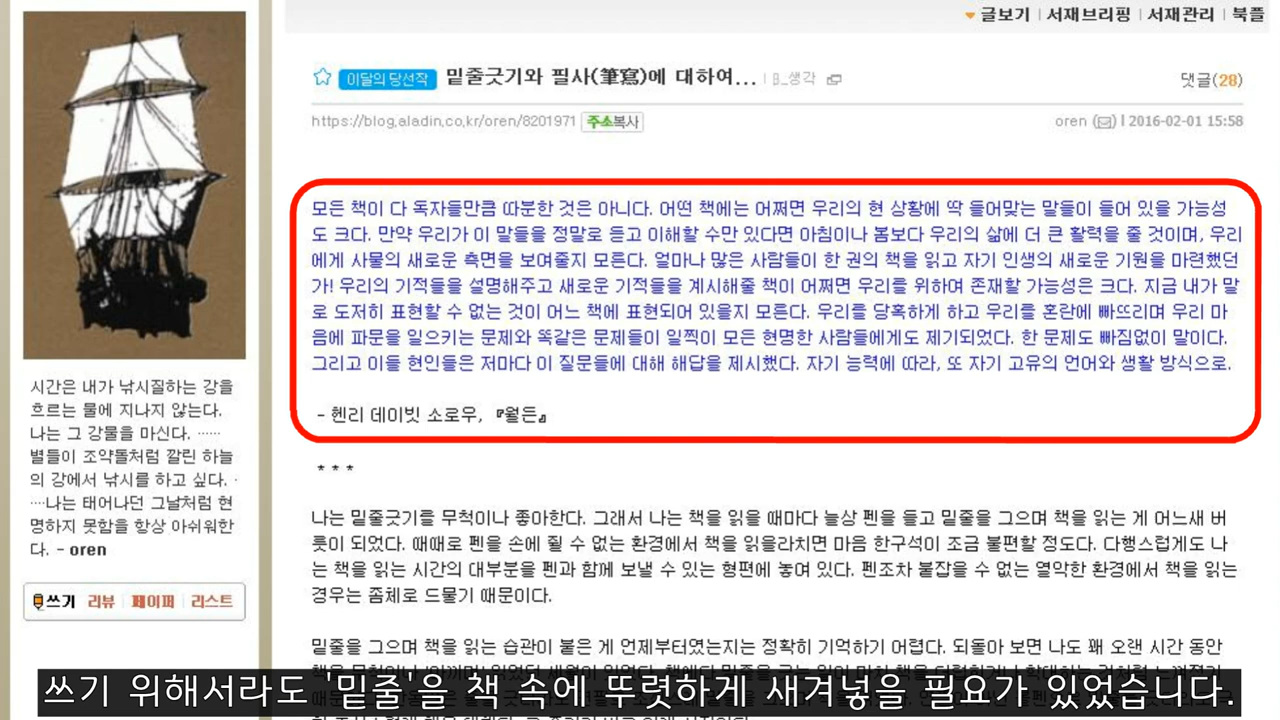 글보기 | 서재브리핑 | 서재관리 | 북플
이달의 당선작 밑줄긋기와 필사(筆寫)에 대하여... | B_생각
댓글(28)
https://blog.aladin.co.kr/oren/8201971 주소복사
oren ( ) l 2016-02-01 15:58
모든 책이 다 독자들만큼 따분한 것은 아니다. 어떤 책에는 어쩌면 우리의 현 상황에 딱 들어맞는 말들이 들어 있을 가능성
도 크다. 만약 우리가 이 말들을 정말로 듣고 이해할 수만 있다면 아침이나 봄보다 우리의 삶에 더 큰 활력을 줄 것이며, 우리
에게 사물의 새로운 측면을 보여줄지 모른다. 얼마나 많은 사람들이 한 권의 책을 읽고 자기 인생의 새로운 기원을 마련했던
가! 우리의 기적들을 설명해주고 새로운 기적들을 계시해줄 책이 어쩌면 우리를 위하여 존재할 가능성은 크다. 지금 내가 말
로 도저히 표현할 수 없는 것이 어느 책에 표현되어 있을지 모른다. 우리를 당혹하게 하고 우리를 혼란에 빠뜨리며 우리 마
음에 파문을 일으키는 문제와 똑같은 문제들이 일찍이 모든 현명한 사람들에게도 제기되었다. 한 문제도 빠짐없이 말이다.
그리고 이들 현인들은 저마다 이 질문들에 대해 해답을 제시했다. 자기 능력에 따라, 또 자기 고유의 언어와 생활 방식으로.
- 헨리 데이빗 소로우, 『월든』
* * *
나는 밑줄긋기를 무척이나 좋아한다. 그래서 나는 책을 읽을 때마다 늘상 펜을 들고 밑줄을 그으며 책을 읽는 게 어느새 버
릇이 되었다. 때때로 펜을 손에 쥘 수 없는 환경에서 책을 읽을라치면 마음 한구석이 조금 불편할 정도다. 다행스럽게도 나
는 책을 읽는 시간의 대부분을 펜과 함께 보낼 수 있는 형편에 놓여 있다. 펜조차 붙잡을 수 없는 열악한 환경에서 책을 읽는
경우는 좀체로 드물기 때문이다.
밑줄을 그으며 책을 읽는 습관이 붙은 게 언제부터였는지는 정확히 기억하기 어렵다. 되돌아 보면 나도 꽤 오랜 시간 동안
시간은 내가 낚시질하는 강을
흐르는 물에 지나지 않는다.
나는 그 강물을 마신다. ……
별들이 조약돌처럼 깔린 하늘
의 강에서 낚시를 하고 싶다. ·
····나는 태어나던 그날처럼 현
명하지 못함을 항상 아쉬워한
다. - oren
쓰기 리뷰 | 페이퍼 | 리스트
쓰기 위해서라도 '밑줄'을 책 속에 뚜렷하게 새겨넣을 필요가 있었습니다.